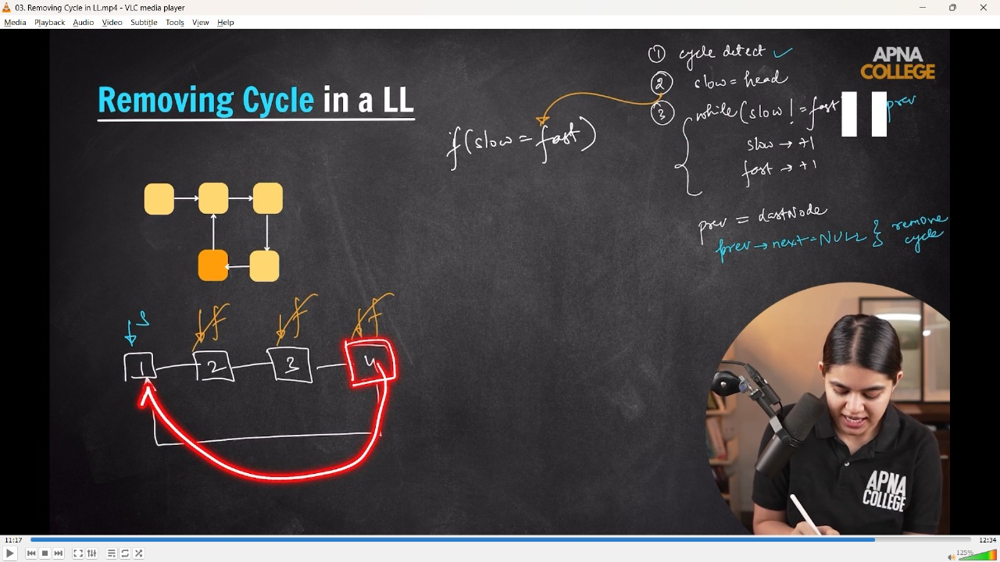 03. Removing Cycle in LL.mp4 - VLC media player
Media Playback Audio Video Subtitle Tools View Help
APNA
COLLEGE
Removing Cycle in a LL
① cycle detect ✓
② slow = head
③ while (slow != fast
prev
slow → +1
fast → +1
if(slow = fast)
prev = LastNode
prev → next = NULL } remove
cycle
s f f f
1 2 3 4
APNA
COLLEGE
11:17
12:34
125%